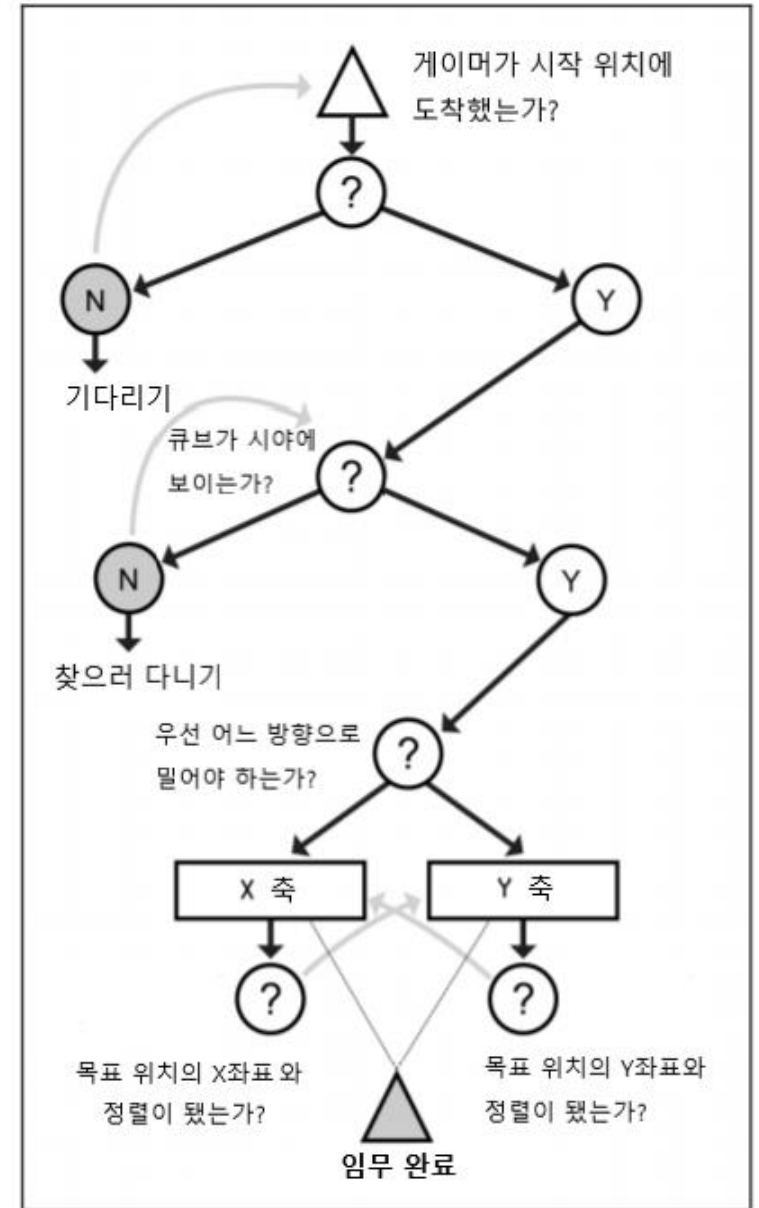 게이머가 시작 위치에
도착했는가?
?
N
Y
기다리기
큐브가 시야에
보이는가?
?
N
Y
찾으러 다니기
우선 어느 방향으로
밀어야 하는가?
?
X 축
Y 축
?
?
목표 위치의 X좌표와
정렬이 됐는가?
목표 위치의 Y좌표와
정렬이 됐는가?
임무 완료